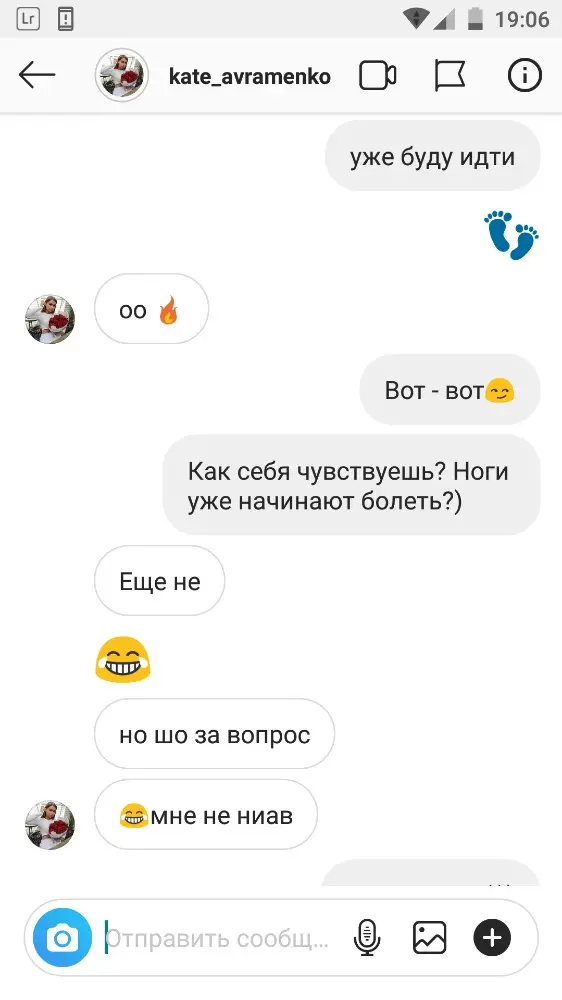 Lr
19:06
kate_avramenko
уже буду идти
👣
оо 🔥
Вот - вот😏
Как себя чувствуешь? Ноги
уже начинают болеть?)
Еще не
😂
но шо за вопрос
😂мне не ниав
Отправить сообщ...